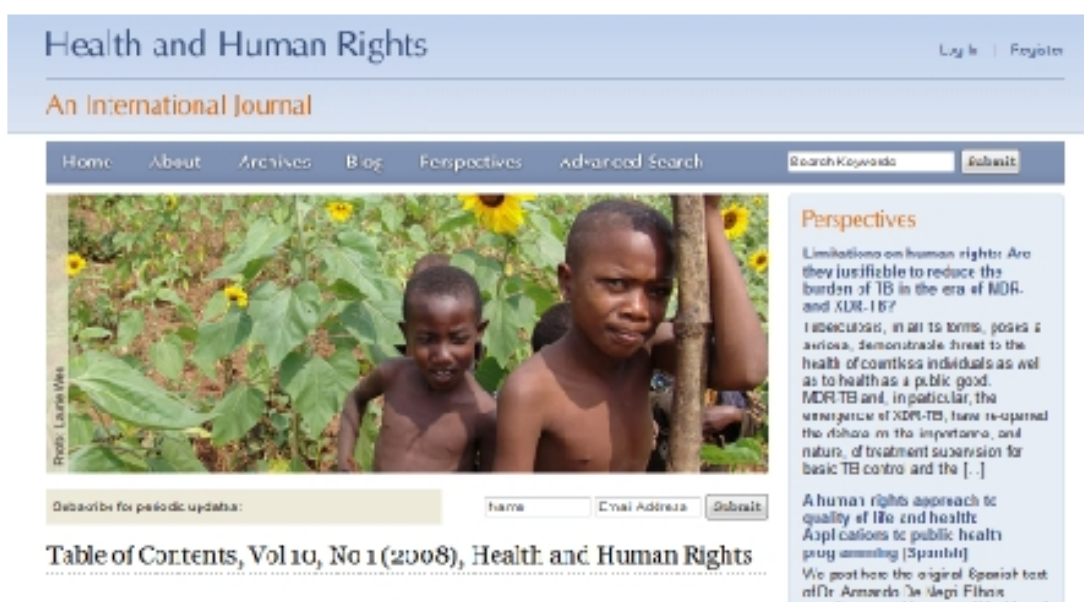 Health and Human Rights
Log In | Register
An International Journal
Home About Archives Blog Perspectives Advanced Search
Search Keywords Submit
Photo: Laurie Wen
Subscribe for periodic updates:
Name Email Address Submit
Table of Contents, Vol 10, No 1 (2008), Health and Human Rights
Perspectives
Limitations on human rights: Are
they justifiable to reduce the
burden of TB in the era of MDR-
and XDR-TB?
Tuberculosis, in all its forms, poses a
serious, demonstrable threat to the
health of countless individuals as well
as to health as a public good.
MDR-TB and, in particular, the
emergence of XDR-TB, have re-opened
the debate on the importance, and
nature, of treatment supervision for
basic TB control and the [...]
A human rights approach to
quality of life and health:
Applications to public health
programming [Spanish]
We post here the original Spanish text
of Dr. Armando De Negri Filho's